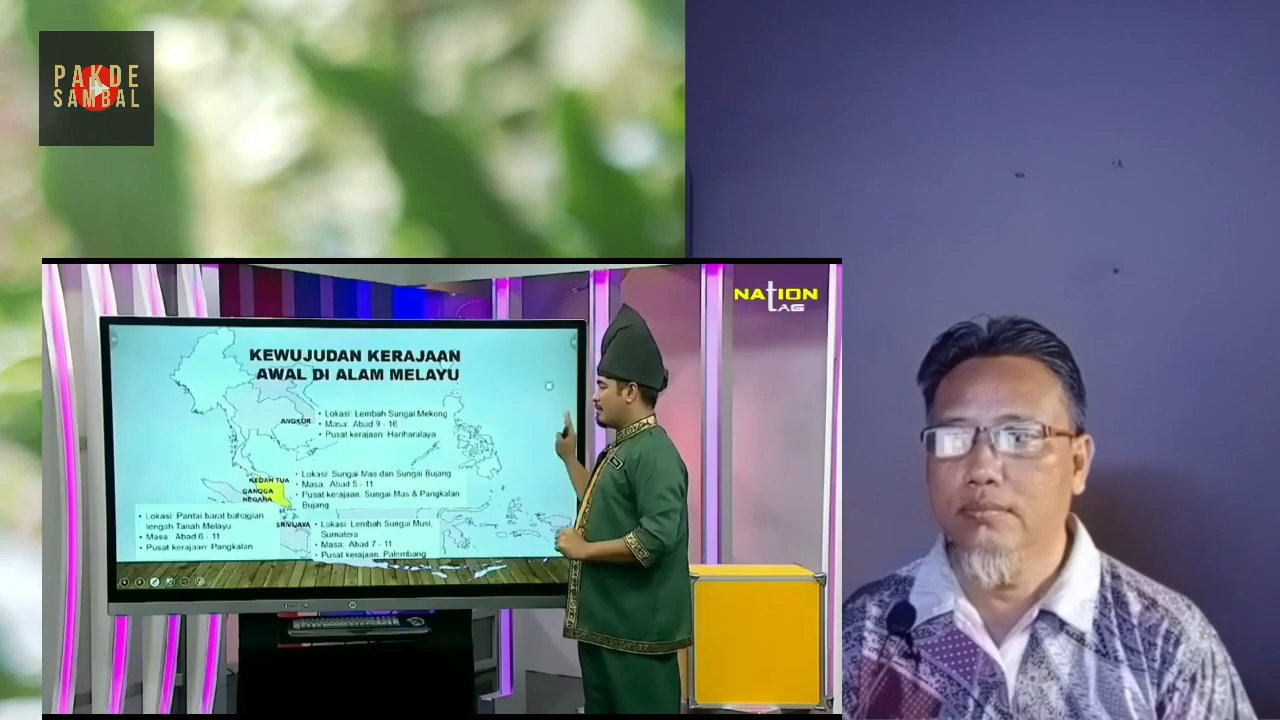 PAKDE
SAMBAL
NATION
LAG
KEWUJUDAN KERAJAAN
AWAL DI ALAM MELAYU
ANGKOR
• Lokasi: Lembah Sungai Mekong
• Masa: Abad 9 - 16
• Pusat kerajaan: Hariharalaya
KEDAH TUA
• Lokasi: Sungai Mas dan Sungai Bujang
• Masa: Abad 5 - 11
• Pusat kerajaan: Sungai Mas & Pangkalan
Bujang
GANGGA
NEGARA
• Lokasi: Pantai barat bahagian
tengah Tanah Melayu
• Masa: Abad 6 - 11
• Pusat kerajaan: Pangkalan
SRIVIJAYA
• Lokasi: Lembah Sungai Musi,
Sumatera
• Masa: Abad 7 - 11
• Pusat kerajaan: Palembang